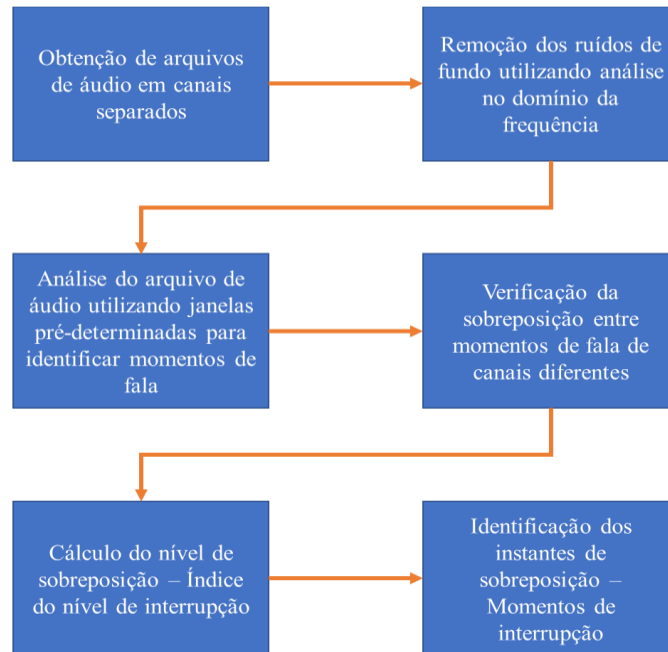 Obtenção de arquivos
de áudio em canais
separados
Remoção dos ruídos de
fundo utilizando análise
no domínio da
frequência
Análise do arquivo de
áudio utilizando janelas
pré-determinadas para
identificar momentos de
fala
Verificação da
sobreposição entre
momentos de fala de
canais diferentes
Cálculo do nível de
sobreposição – Índice
do nível de interrupção
Identificação dos
instantes de
sobreposição –
Momentos de
interrupção